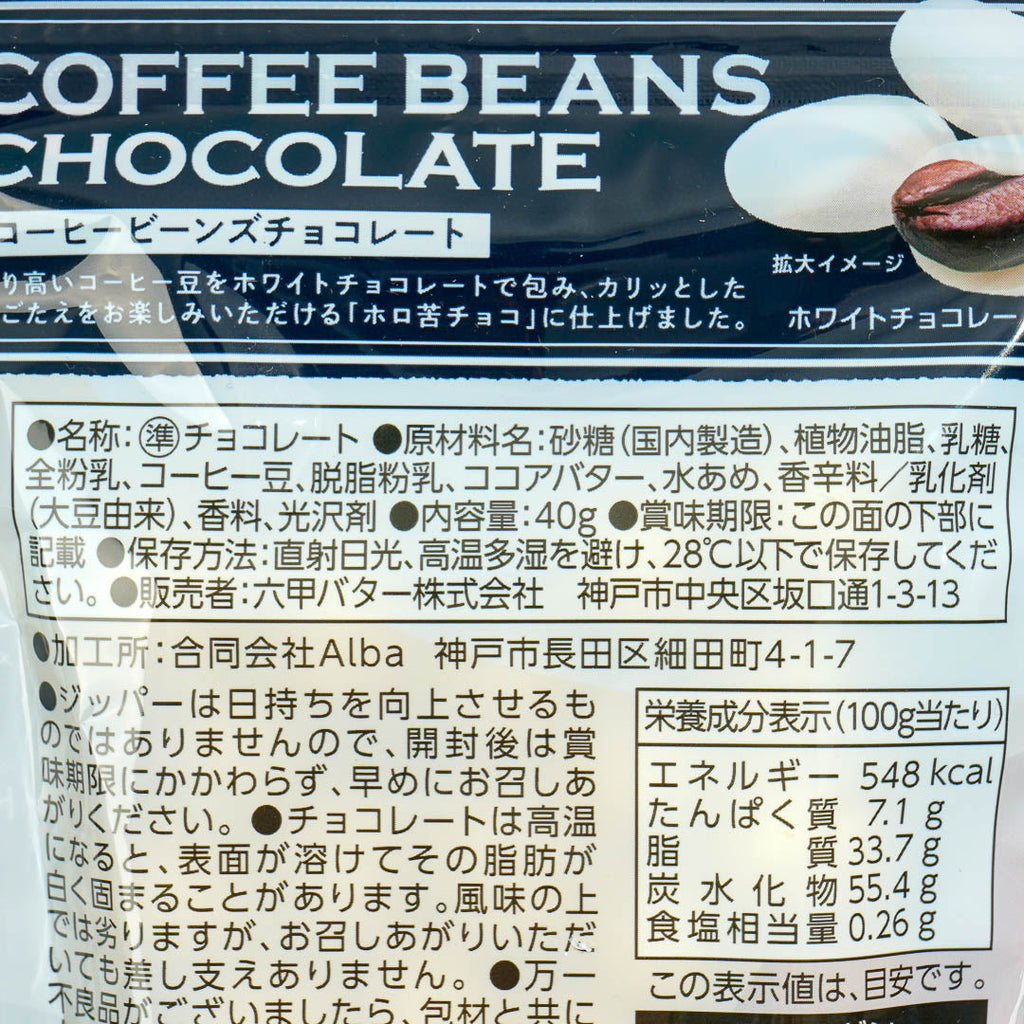 COFFEE BEANS
CHOCOLATE
コーヒービーンズチョコレート
り高いコーヒー豆をホワイトチョコレートで包み、カリッとした
ごたえをお楽しみいただける「ホロ苦チョコ」に仕上げました。
拡大イメージ
ホワイトチョコレー
●名称：㊢チョコレート ●原材料名：砂糖（国内製造）、植物油脂、乳糖、
全粉乳、コーヒー豆、脱脂粉乳、ココアバター、水あめ、香辛料／乳化剤
（大豆由来）、香料、光沢剤 ●内容量：40g ●賞味期限：この面の下部に
記載 ●保存方法：直射日光、高温多湿を避け、28℃以下で保存してくだ
さい。●販売者：六甲バター株式会社 神戸市中央区坂口通1-3-13
●加工所：合同会社Alba 神戸市長田区細田町4-1-7
●ジッパーは日持ちを向上させるも
のではありませんので、開封後は賞
味期限にかかわらず、早めにお召しあ
がりください。●チョコレートは高温
になると、表面が溶けてその脂肪が
白く固まることがあります。風味の上
では劣りますが、お召しあがりいただ
いても差し支えありません。●万一
不良品がございましたら、包材と共に
栄養成分表示（100g当たり）
エネルギー 548 kcal
たんぱく質 7.1 g
脂質 33.7 g
炭水化物 55.4 g
食塩相当量 0.26 g
この表示値は、目安です。